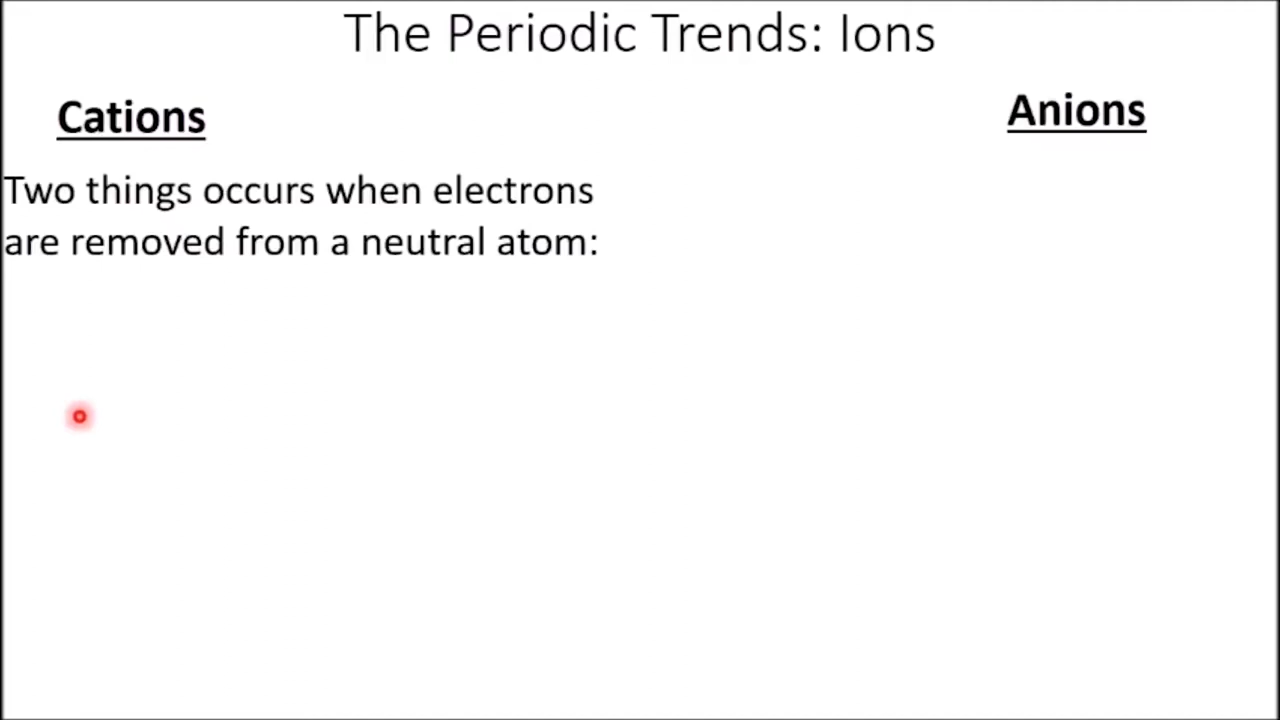 The Periodic Trends: Ions
Cations
Anions
Two things occurs when electrons
are removed from a neutral atom: